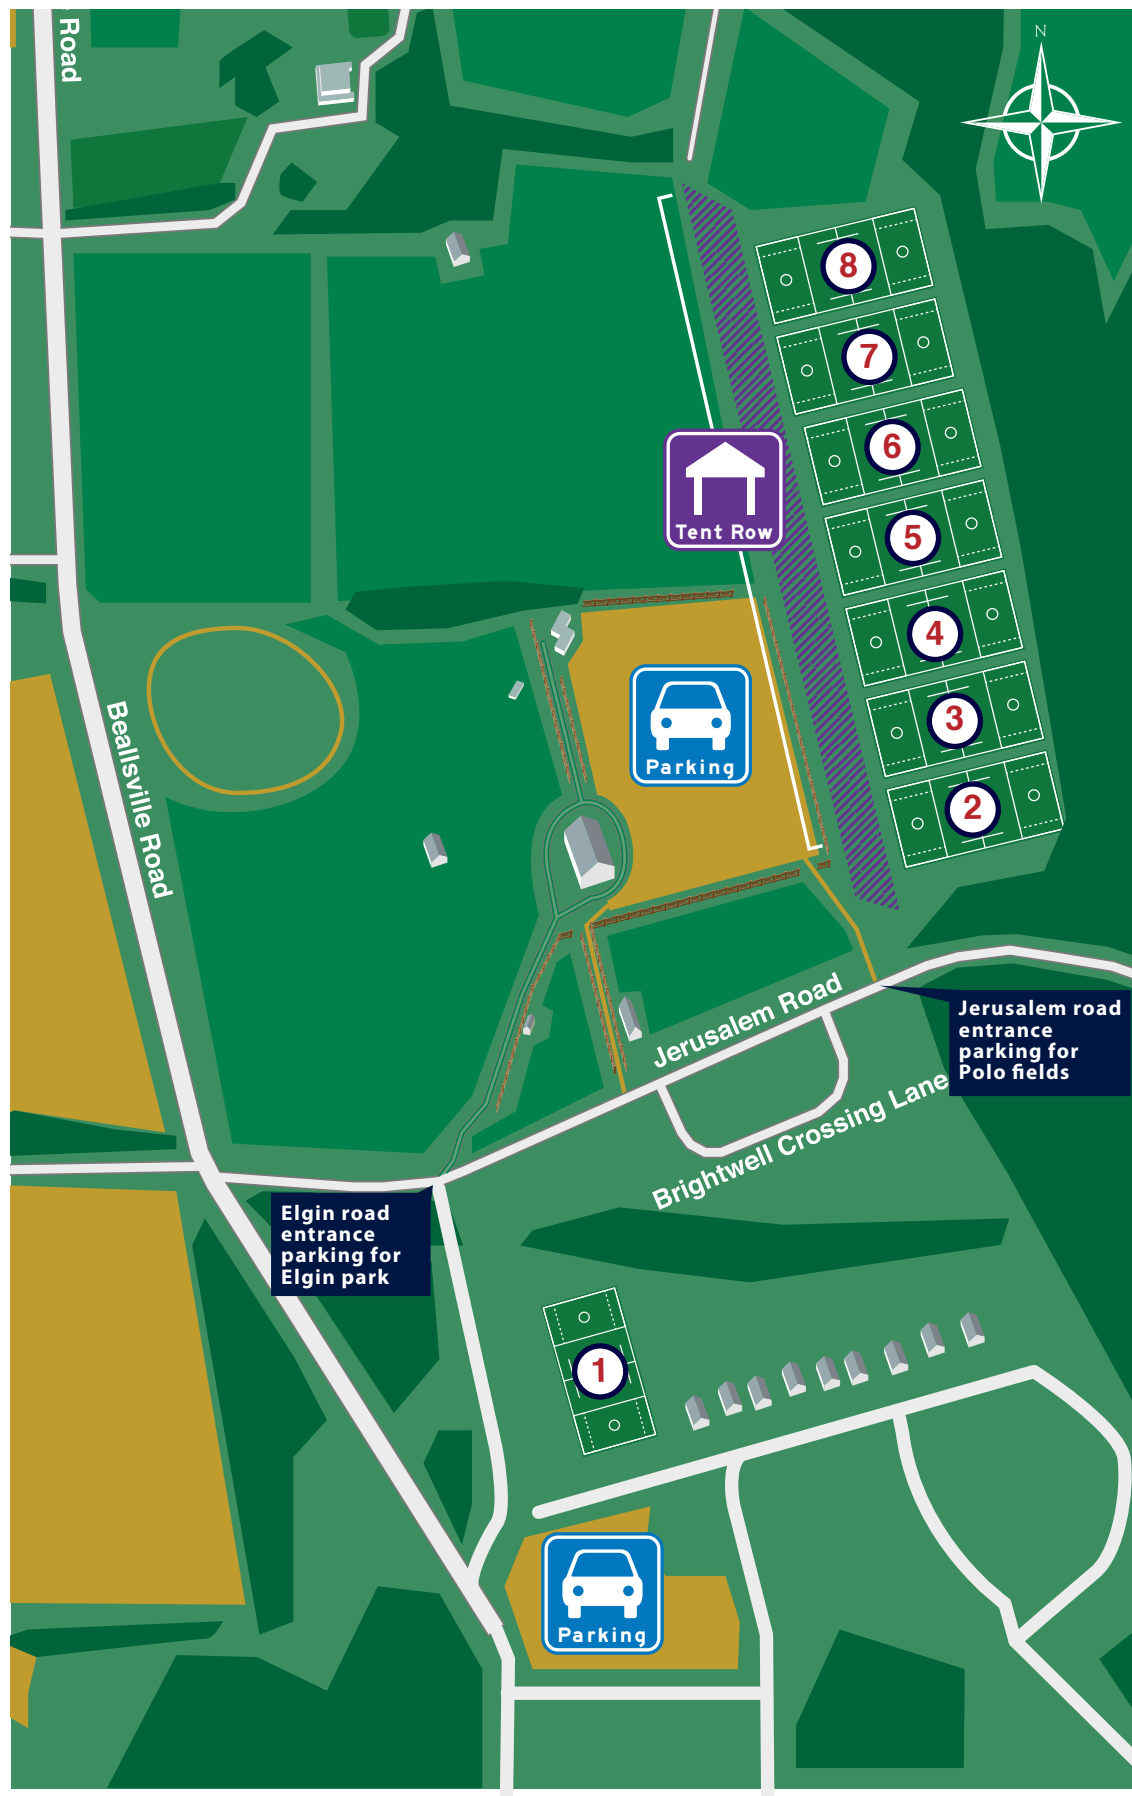 Road
N
8
7
6
5
Tent Row
4
3
Parking
2
Beallsville Road
Jerusalem Road
Jerusalem road
entrance
parking for
Polo fields
Brightwell Crossing Lane
Elgin road
entrance
parking for
Elgin park
1
Parking